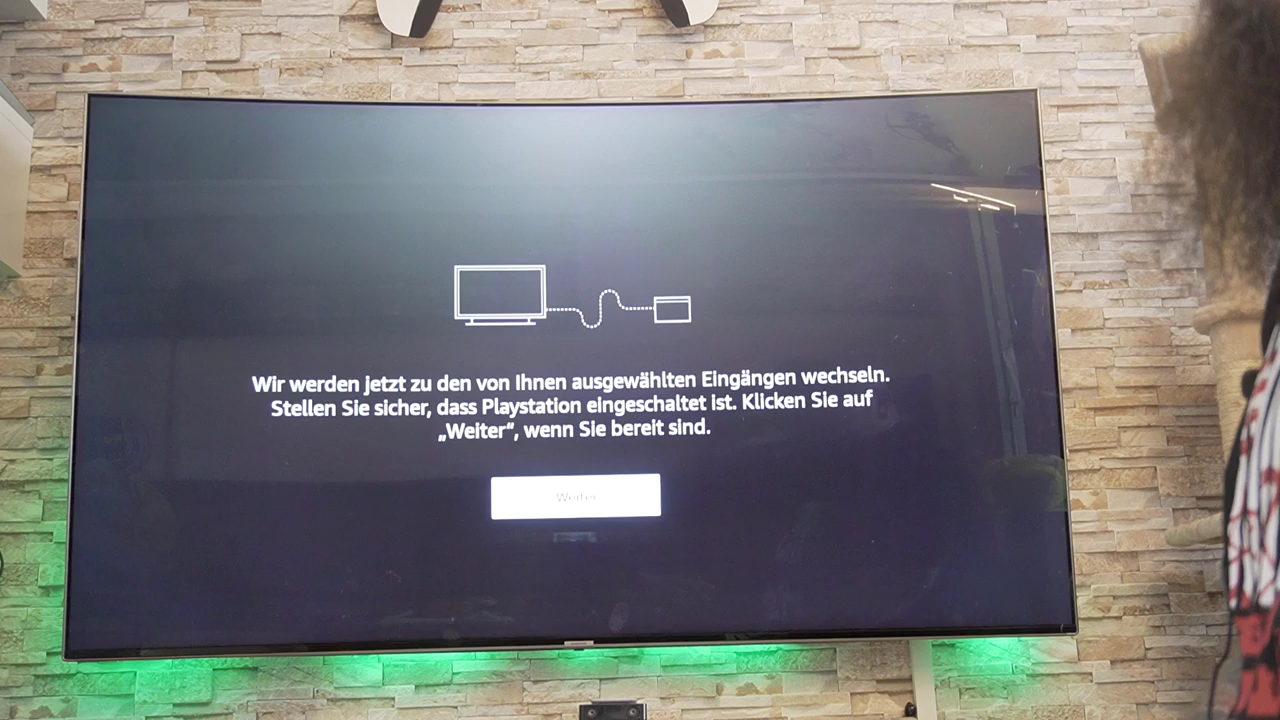 Wir werden jetzt zu den von Ihnen ausgewählten Eingängen wechseln.
Stellen Sie sicher, dass Playstation eingeschaltet ist. Klicken Sie auf
„Weiter“, wenn Sie bereit sind.
Weiter